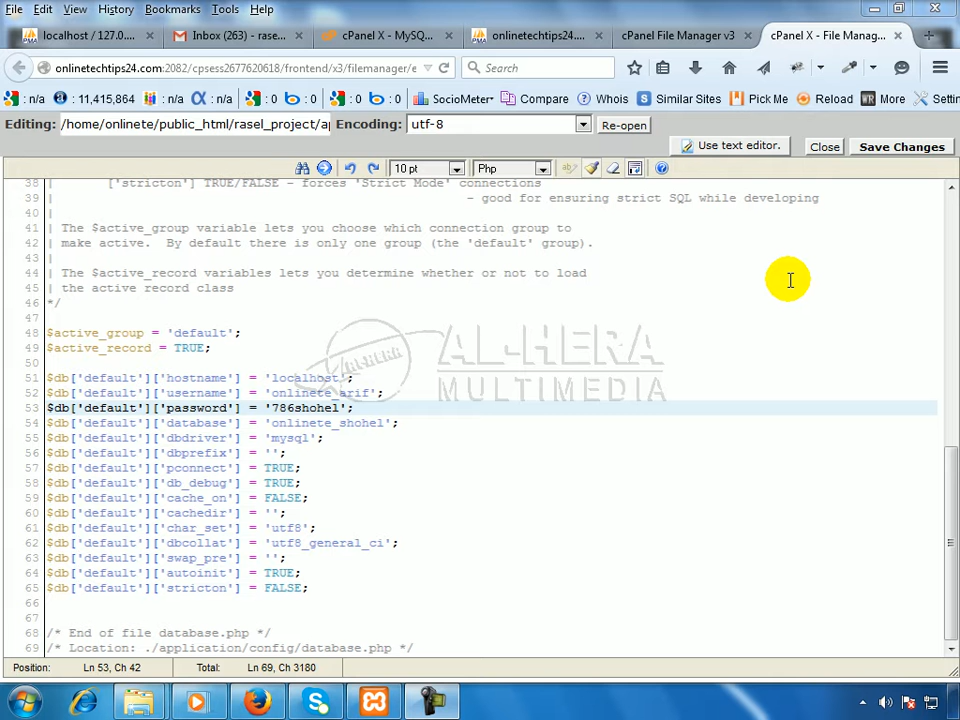 File Edit View History Bookmarks Tools Help
localhost / 127.0.... Inbox (263) - rase... cPanel X - MySQ... onlinetechtips24.... cPanel File Manager v3 cPanel X - File Manag...
onlinetechtips24.com:2082/cpsess2677620618/frontend/x3/filemanager/e Search
: n/a : 11,415,864 : n/a : n/a : 0 : 0 : 0 : 0 SocioMeter Compare Whois Similar Sites Pick Me Reload More Settin
Editing: /home/onlinete/public_html/rasel_project/ap Encoding: utf-8 Re-open
Use text editor. Close Save Changes
10 pt Php
38 | ['stricton'] TRUE/FALSE - forces 'Strict Mode' connections
39 | - good for ensuring strict SQL while developing
40 |
41 | The $active_group variable lets you choose which connection group to
42 | make active. By default there is only one group (the 'default' group).
43 |
44 | The $active_record variables lets you determine whether or not to load
45 | the active record class
46 */
47
48 $active_group = 'default';
49 $active_record = TRUE;
50
51 $db['default']['hostname'] = 'localhost';
52 $db['default']['username'] = 'onlinete_arif';
53 $db['default']['password'] = '786shohel';
54 $db['default']['database'] = 'onlinete_shohel';
55 $db['default']['dbdriver'] = 'mysql';
56 $db['default']['dbprefix'] = '';
57 $db['default']['pconnect'] = TRUE;
58 $db['default']['db_debug'] = TRUE;
59 $db['default']['cache_on'] = FALSE;
60 $db['default']['cachedir'] = '';
61 $db['default']['char_set'] = 'utf8';
62 $db['default']['dbcollat'] = 'utf8_general_ci';
63 $db['default']['swap_pre'] = '';
64 $db['default']['autoinit'] = TRUE;
65 $db['default']['stricton'] = FALSE;
66
67
68 /* End of file database.php */
69 /* Location: ./application/config/database.php */
AL-HERA
AL-HERA
MULTIMEDIA
Position: Ln 53, Ch 42 Total: Ln 69, Ch 3180